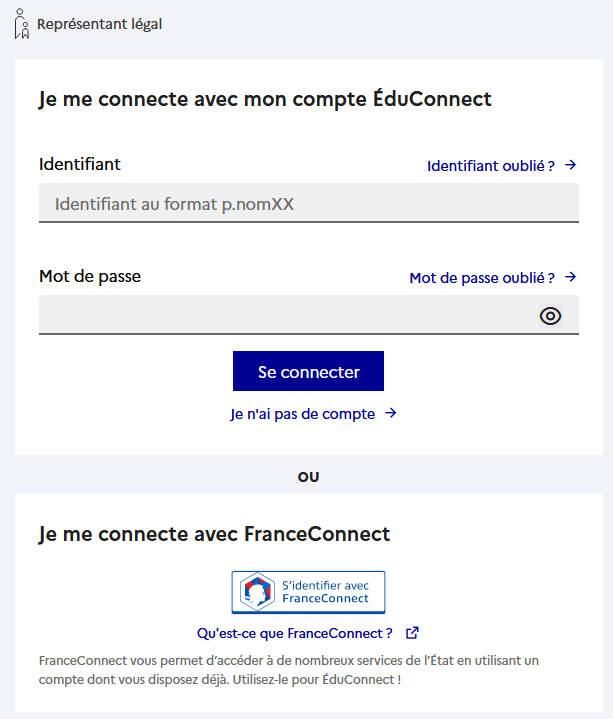 Représentant légal
Je me connecte avec mon compte ÉduConnect
Identifiant
Identifiant oublié ?
Identifiant au format p.nomXX
Mot de passe
Mot de passe oublié ?
Se connecter
Je n'ai pas de compte
OU
Je me connecte avec FranceConnect
S'identifier avec
FranceConnect
Qu'est-ce que FranceConnect ?
FranceConnect vous permet d'accéder à de nombreux services de l'État en utilisant un
compte dont vous disposez déjà. Utilisez-le pour ÉduConnect !